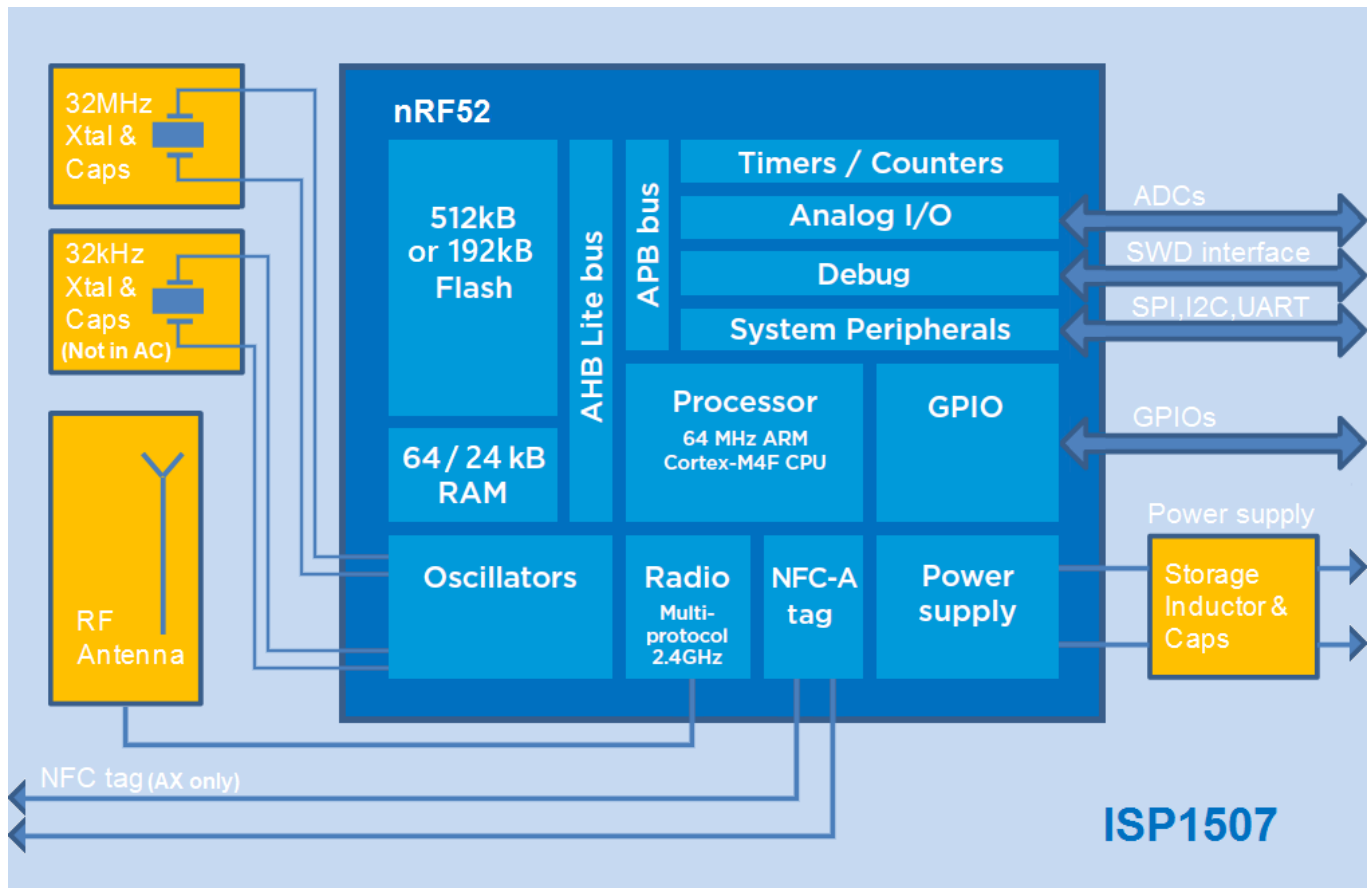 32MHz
Xtal &
Caps
32kHz
Xtal &
Caps
(Not in AC)
RF
Antenna
nRF52
512kB
or 192kB
Flash
64 / 24 kB
RAM
AHB Lite bus
APB bus
Timers / Counters
Analog I/O
Debug
System Peripherals
Processor
64 MHz ARM
Cortex-M4F CPU
GPIO
Oscillators
Radio
Multi-
protocol
2.4GHz
NFC-A
tag
Power
supply
ADCs
SWD interface
SPI,I2C,UART
GPIOs
Power supply
Storage
Inductor &
Caps
NFC tag (AX only)
ISP1507